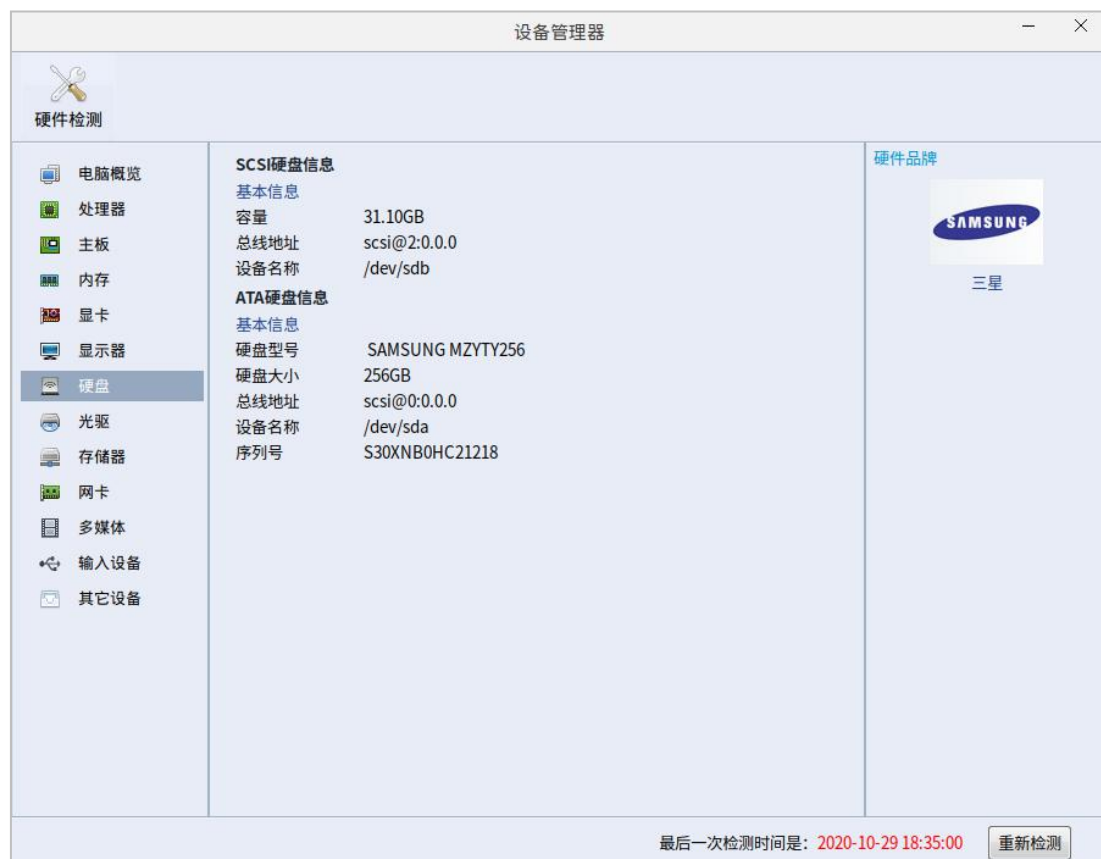 设备管理器
硬件检测
电脑概览
处理器
主板
内存
显卡
显示器
硬盘
光驱
存储器
网卡
多媒体
输入设备
其它设备
SCSI硬盘信息
基本信息
容量 31.10GB
总线地址 scsi@2:0.0.0
设备名称 /dev/sdb
ATA硬盘信息
基本信息
硬盘型号 SAMSUNG MZYTY256
硬盘大小 256GB
总线地址 scsi@0:0.0.0
设备名称 /dev/sda
序列号 S30XNB0HC21218
硬件品牌
SAMSUNG
三星
最后一次检测时间是：2020-10-29 18:35:00 重新检测